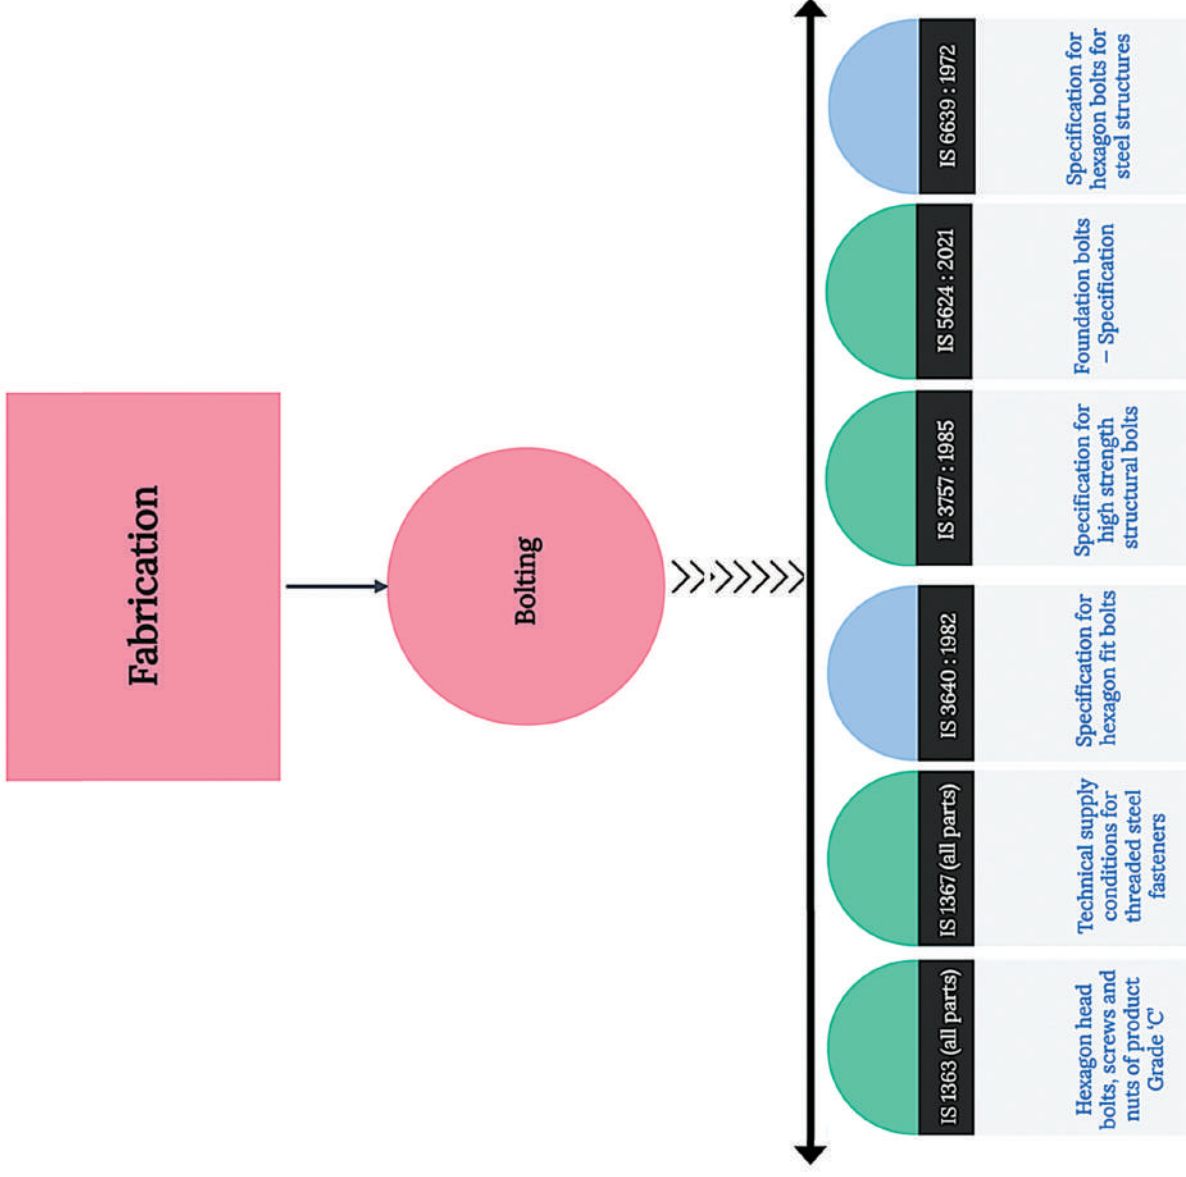 Fabrication
Bolting
IS 1363 (all parts)
Hexagon head
bolts, screws and
nuts of product
Grade ‘C’
IS 1367 (all parts)
Technical supply
conditions for
threaded steel
fasteners
IS 3640 : 1982
Specification for
hexagon fit bolts
IS 3757 : 1985
Specification for
high strength
structural bolts
IS 5624 : 2021
Foundation bolts
– Specification
IS 6639 : 1972
Specification for
hexagon bolts for
steel structures